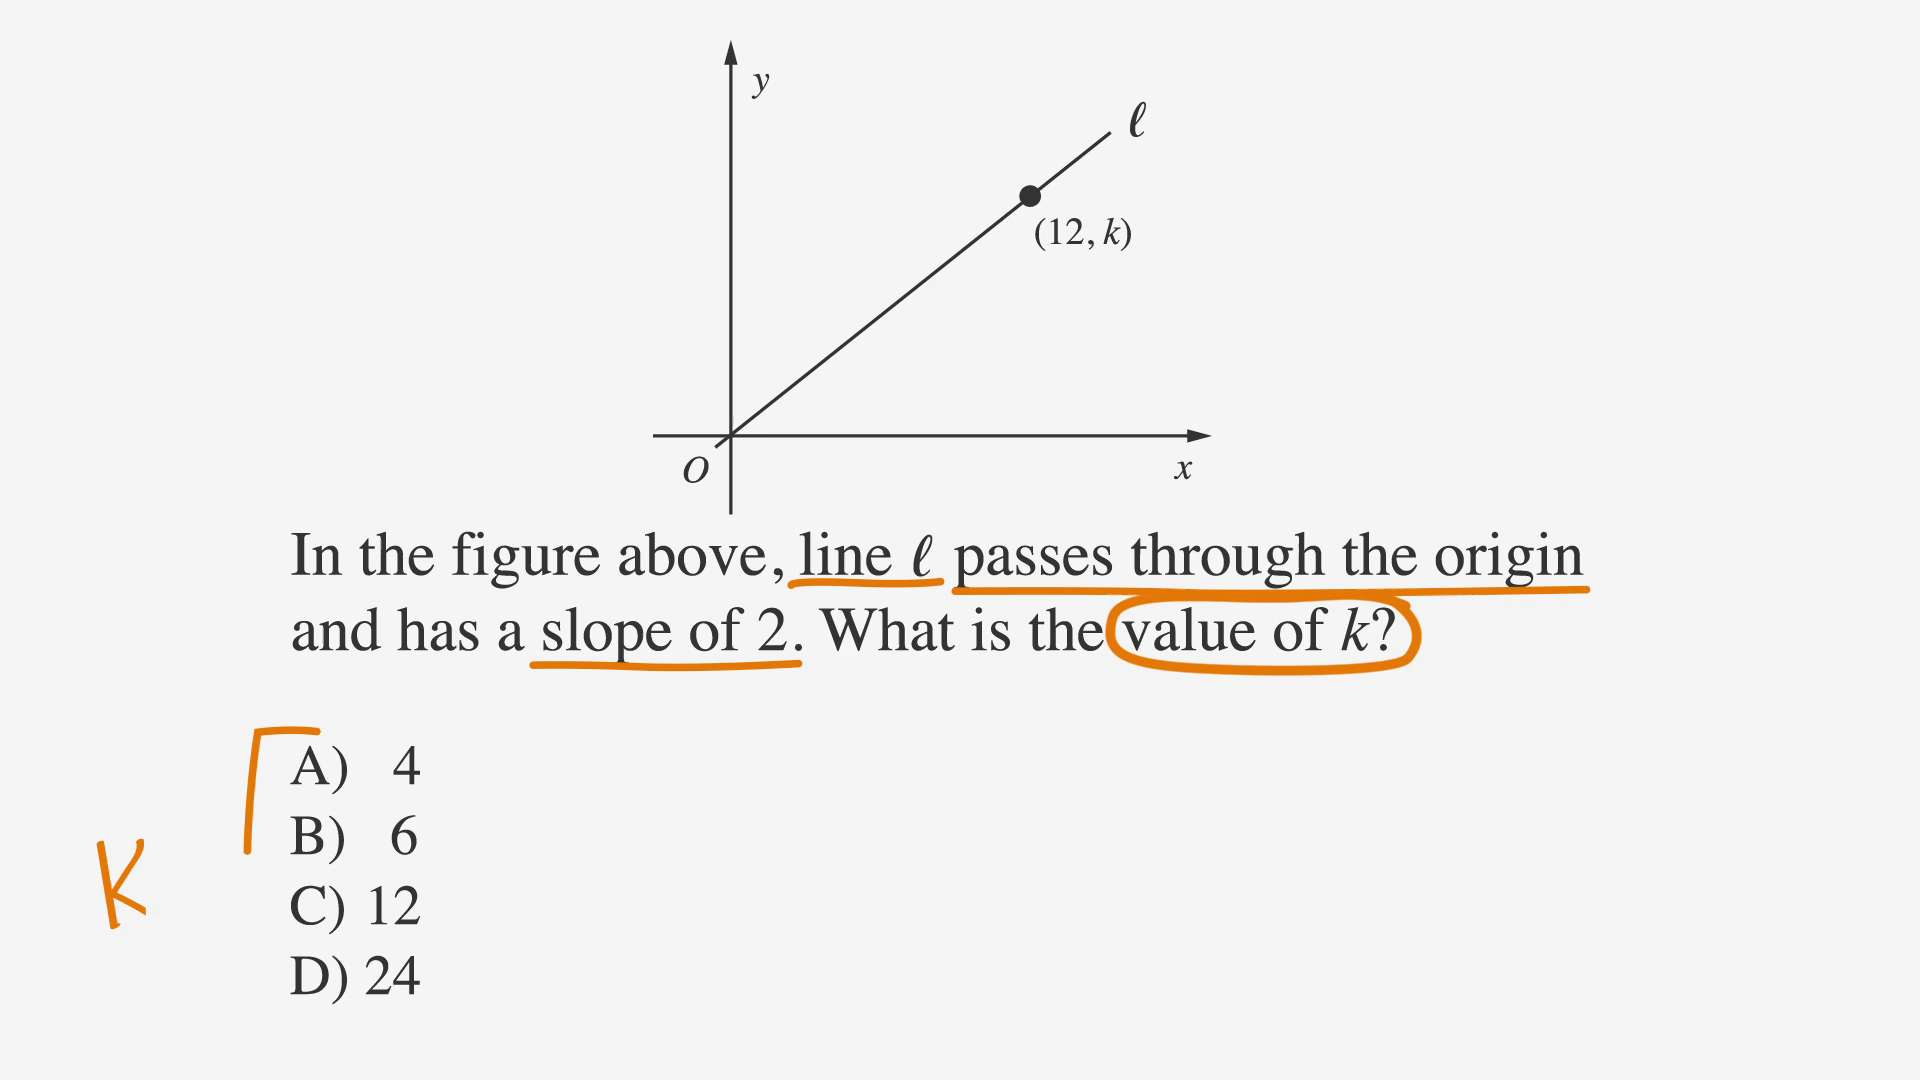 y
ℓ
(12, k)
O
x
In the figure above, line ℓ passes through the origin
and has a slope of 2. What is the value of k?
A) 4
B) 6
K
C) 12
D) 24